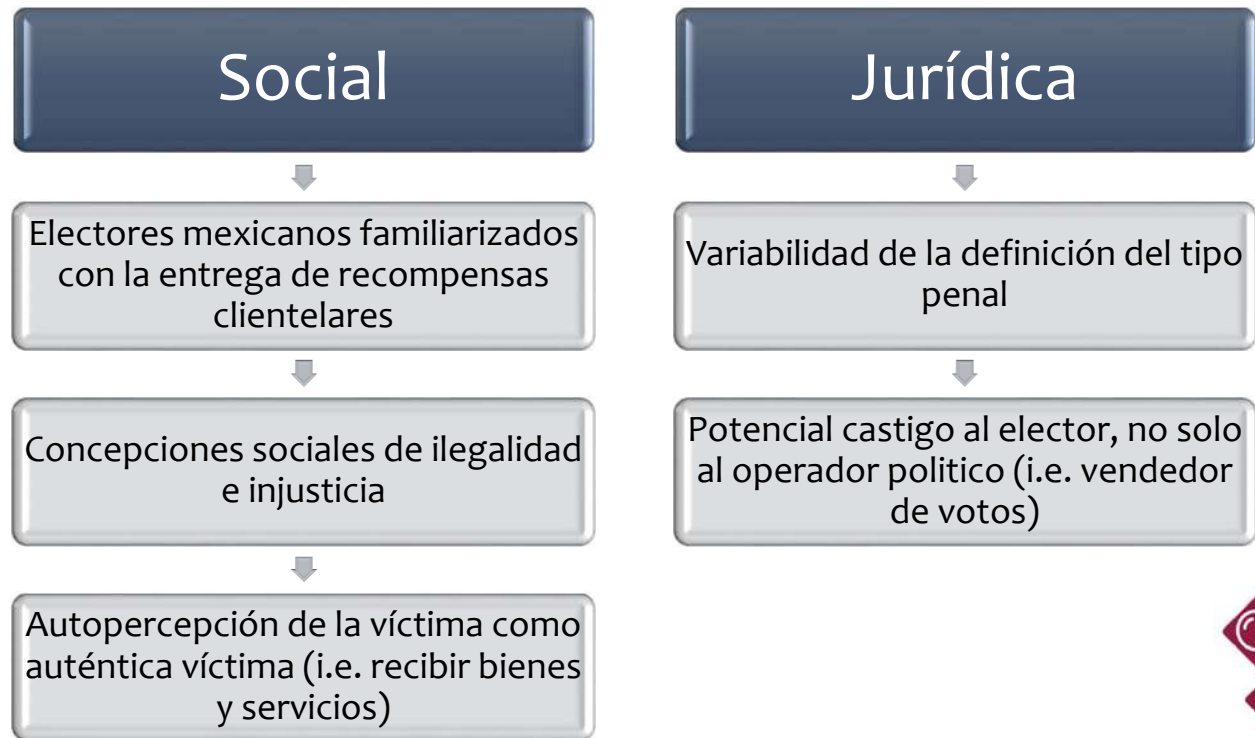 Social
Electores mexicanos familiarizados
con la entrega de recompensas
clientelares
Concepciones sociales de ilegalidad
e injusticia
Autopercepción de la víctima como
auténtica víctima (i.e. recibir bienes
y servicios)
Jurídica
Variabilidad de la definición del tipo
penal
Potencial castigo al elector, no solo
al operador politico (i.e. vendedor
de votos)